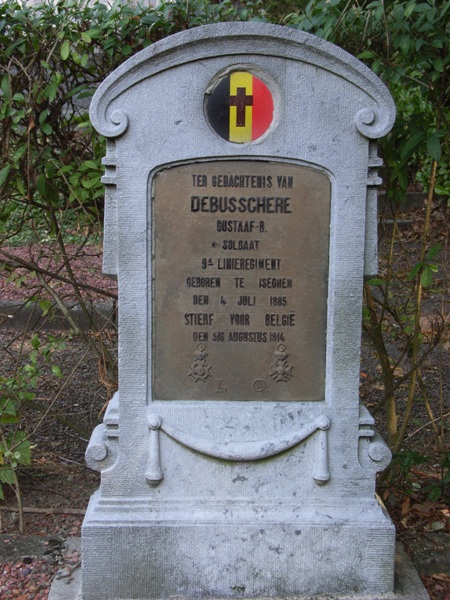 TER GEDACHTENIS VAN
DEBUSSCHERE
GUSTAAF-R.
SOLDAAT
9E LINIEREGIMENT
GEBOREN TE ISEGHEM
DEN 4 JULI 1885
STIERF VOOR BELGIE
DEN 5/6 AUGUSTUS 1914